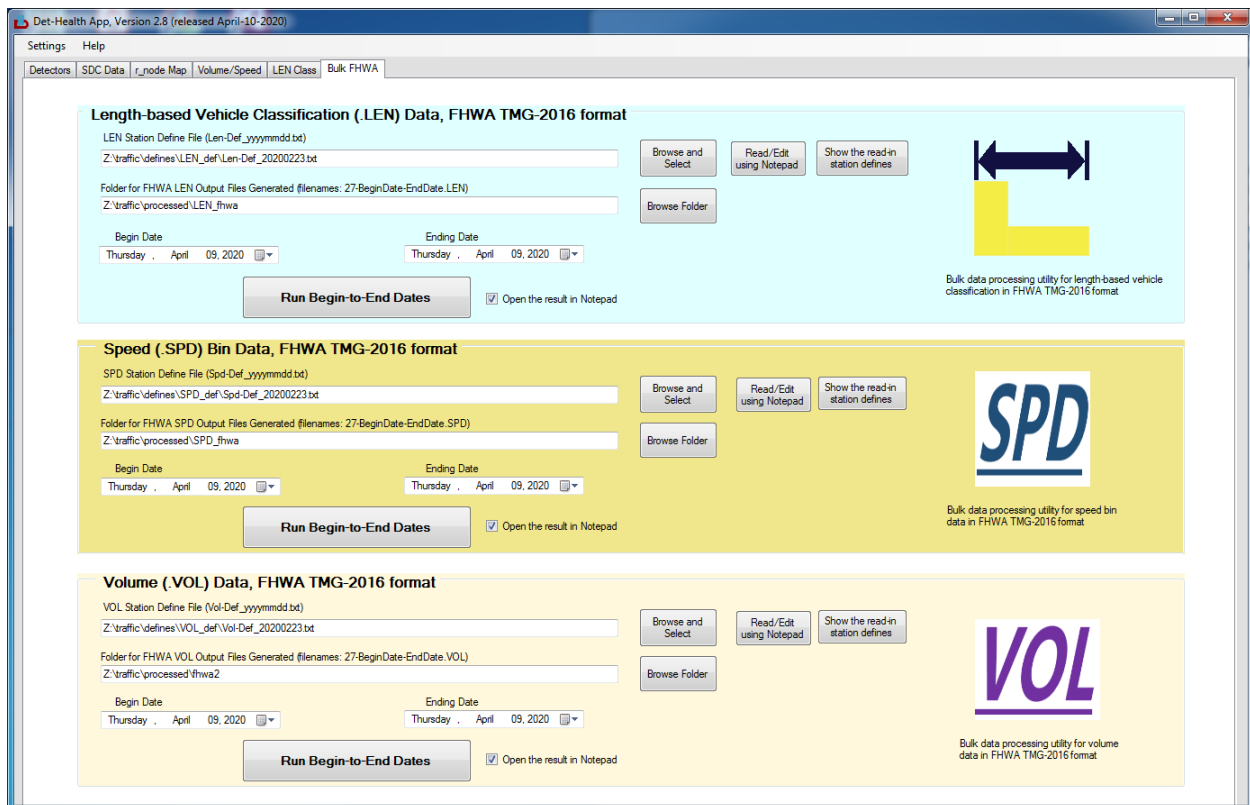 Det-Health App, Version 2.8 (released April-10-2020)
Settings Help
Detectors SDC Data r_node Map Volume/Speed LEN Class Bulk FHWA
Length-based Vehicle Classification (.LEN) Data, FHWA TMG-2016 format
LEN Station Define File (Len-Def_yyyymmdd.txt)
Z:\traffic\defines\LEN_def\Len-Def_20200223.txt
Browse and
Select
Read/Edit
using Notepad
Show the read-in
station defines
Folder for FHWA LEN Output Files Generated (filenames: 27-BeginDate-EndDate.LEN)
Z:\traffic\processed\LEN_fhwa
Browse Folder
Begin Date
Thursday , April 09, 2020
Ending Date
Thursday , April 09, 2020
Run Begin-to-End Dates
Open the result in Notepad
L
Bulk data processing utility for length-based vehicle
classification in FHWA TMG-2016 format
Speed (.SPD) Bin Data, FHWA TMG-2016 format
SPD Station Define File (Spd-Def_yyyymmdd.txt)
Z:\traffic\defines\SPD_def\Spd-Def_20200223.txt
Browse and
Select
Read/Edit
using Notepad
Show the read-in
station defines
Folder for FHWA SPD Output Files Generated (filenames: 27-BeginDate-EndDate.SPD)
Z:\traffic\processed\SPD_fhwa
Browse Folder
Begin Date
Thursday , April 09, 2020
Ending Date
Thursday , April 09, 2020
Run Begin-to-End Dates
Open the result in Notepad
SPD
Bulk data processing utility for speed bin
data in FHWA TMG-2016 format
Volume (.VOL) Data, FHWA TMG-2016 format
VOL Station Define File (Vol-Def_yyyymmdd.txt)
Z:\traffic\defines\VOL_def\Vol-Def_20200223.txt
Browse and
Select
Read/Edit
using Notepad
Show the read-in
station defines
Folder for FHWA VOL Output Files Generated (filenames: 27-BeginDate-EndDate.VOL)
Z:\traffic\processed\fhwa2
Browse Folder
Begin Date
Thursday , April 09, 2020
Ending Date
Thursday , April 09, 2020
Run Begin-to-End Dates
Open the result in Notepad
VOL
Bulk data processing utility for volume
data in FHWA TMG-2016 format